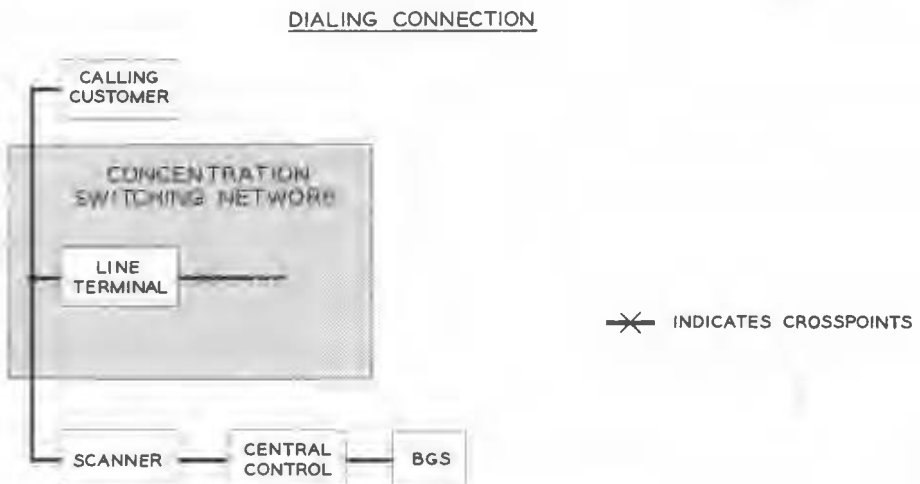 DIALING CONNECTION
CALLING
CUSTOMER
CONCENTRATION
SWITCHING NETWORK
LINE
TERMINAL
INDICATES CROSSPOINTS
SCANNER
CENTRAL
CONTROL
BGS